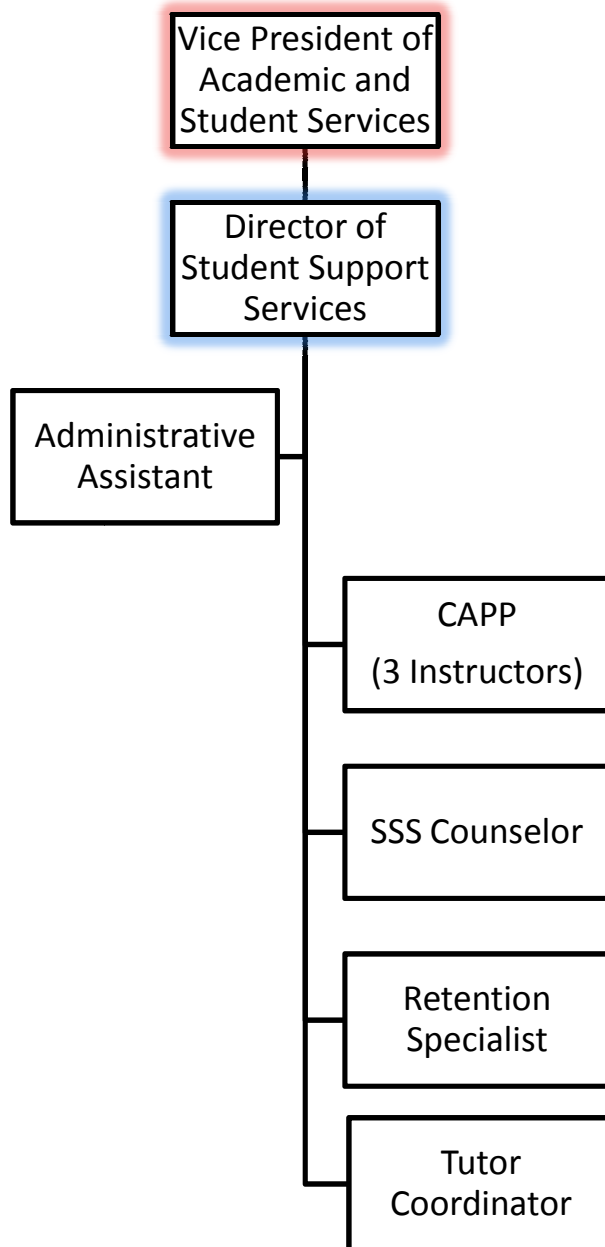 Vice President of
Academic and
Student Services
Director of
Student Support
Services
Administrative
Assistant
CAPP
(3 Instructors)
SSS Counselor
Retention
Specialist
Tutor
Coordinator